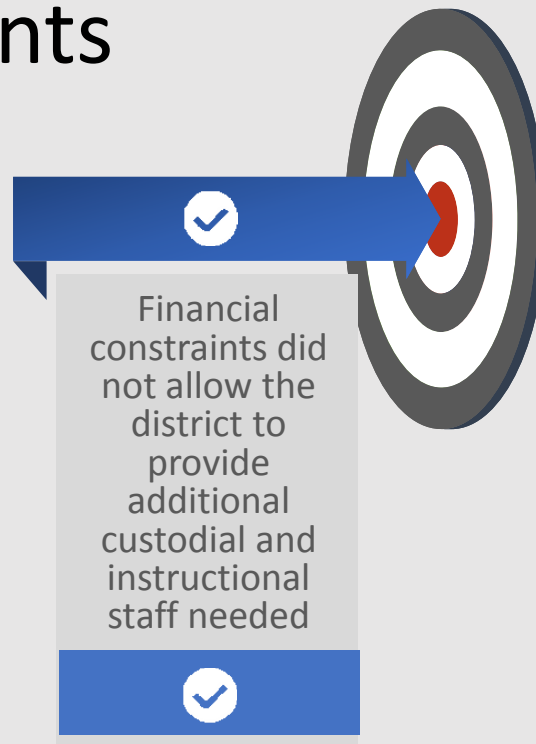 nts
Financial
constraints did
not allow the
district to
provide
additional
custodial and
instructional
staff needed